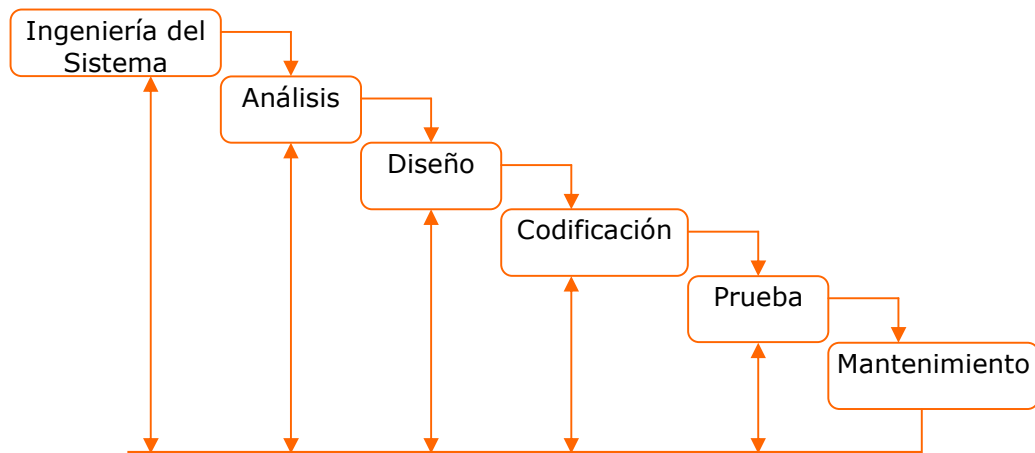 Ingeniería del
Sistema
Análisis
Diseño
Codificación
Prueba
Mantenimiento